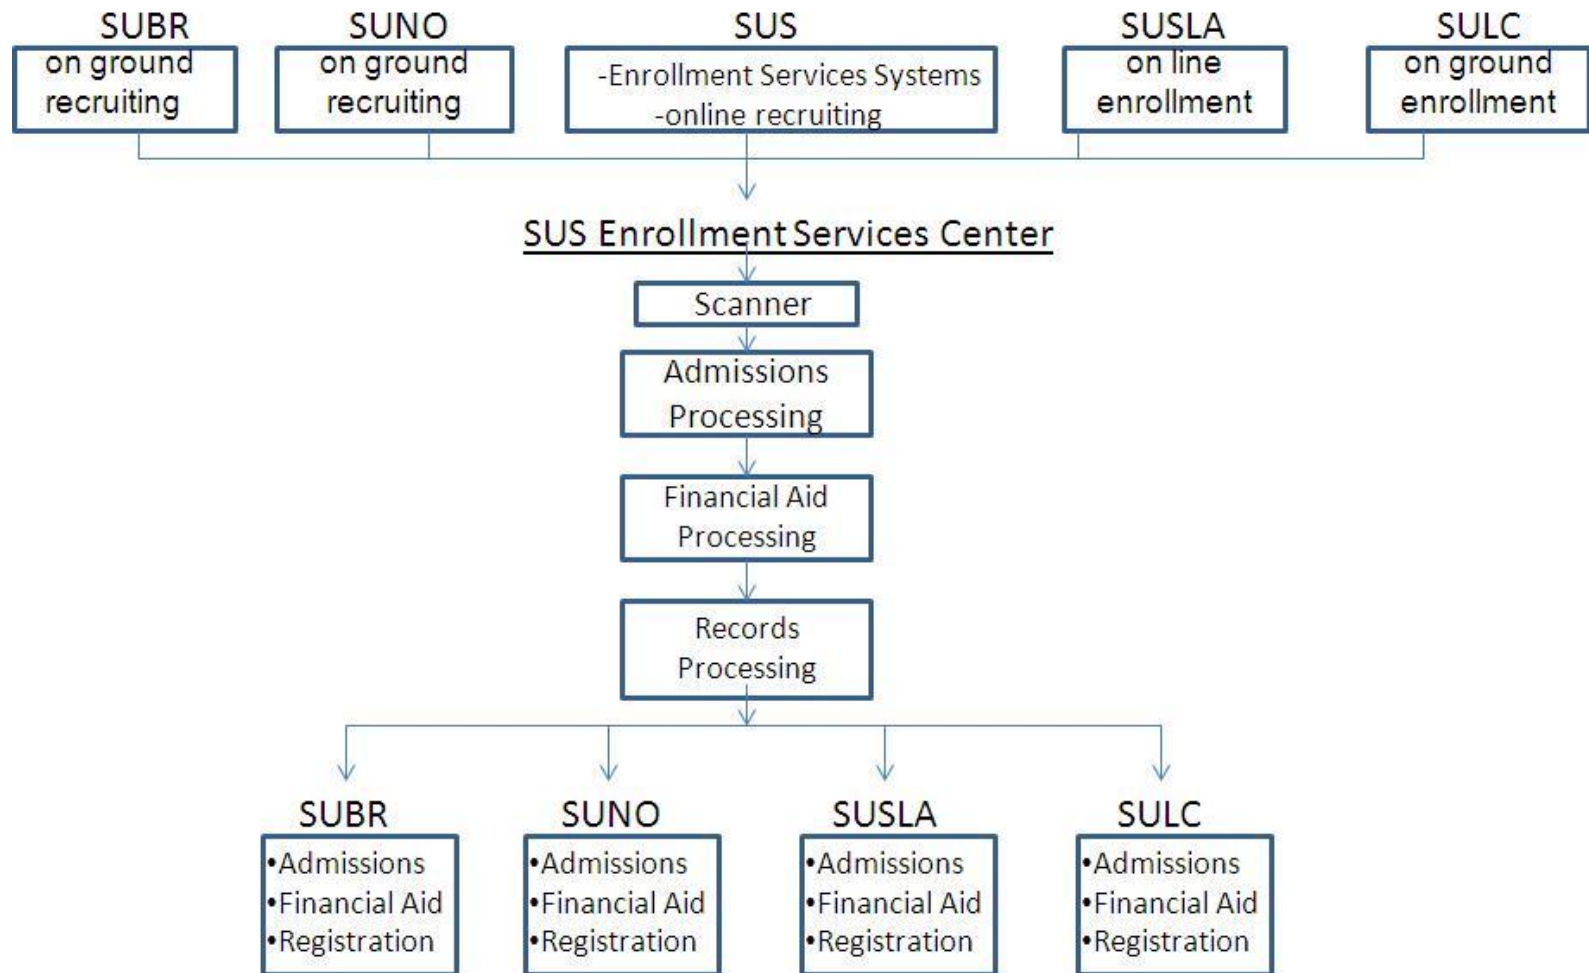 SUBR
on ground
recruiting
SUNO
on ground
recruiting
SUS
-Enrollment Services Systems
-online recruiting
SUSLA
on line
enrollment
SULC
on ground
enrollment
SUS Enrollment Services Center
Scanner
Admissions
Processing
Financial Aid
Processing
Records
Processing
SUBR
•Admissions
•Financial Aid
•Registration
SUNO
•Admissions
•Financial Aid
•Registration
SUSLA
•Admissions
•Financial Aid
•Registration
SULC
•Admissions
•Financial Aid
•Registration